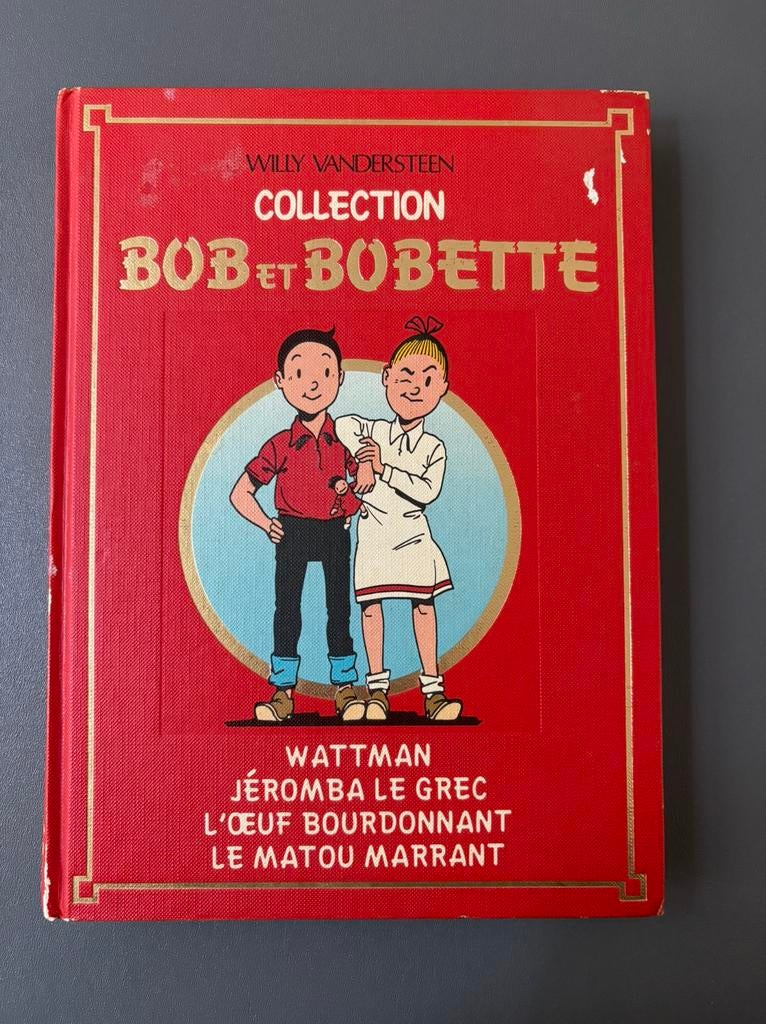 WILLY VANDERSTEEN
COLLECTION
BOB ET BOBETTE
WATTMAN
JÉROMBA LE GREC
L'ŒUF BOURDONNANT
LE MATOU MARRANT